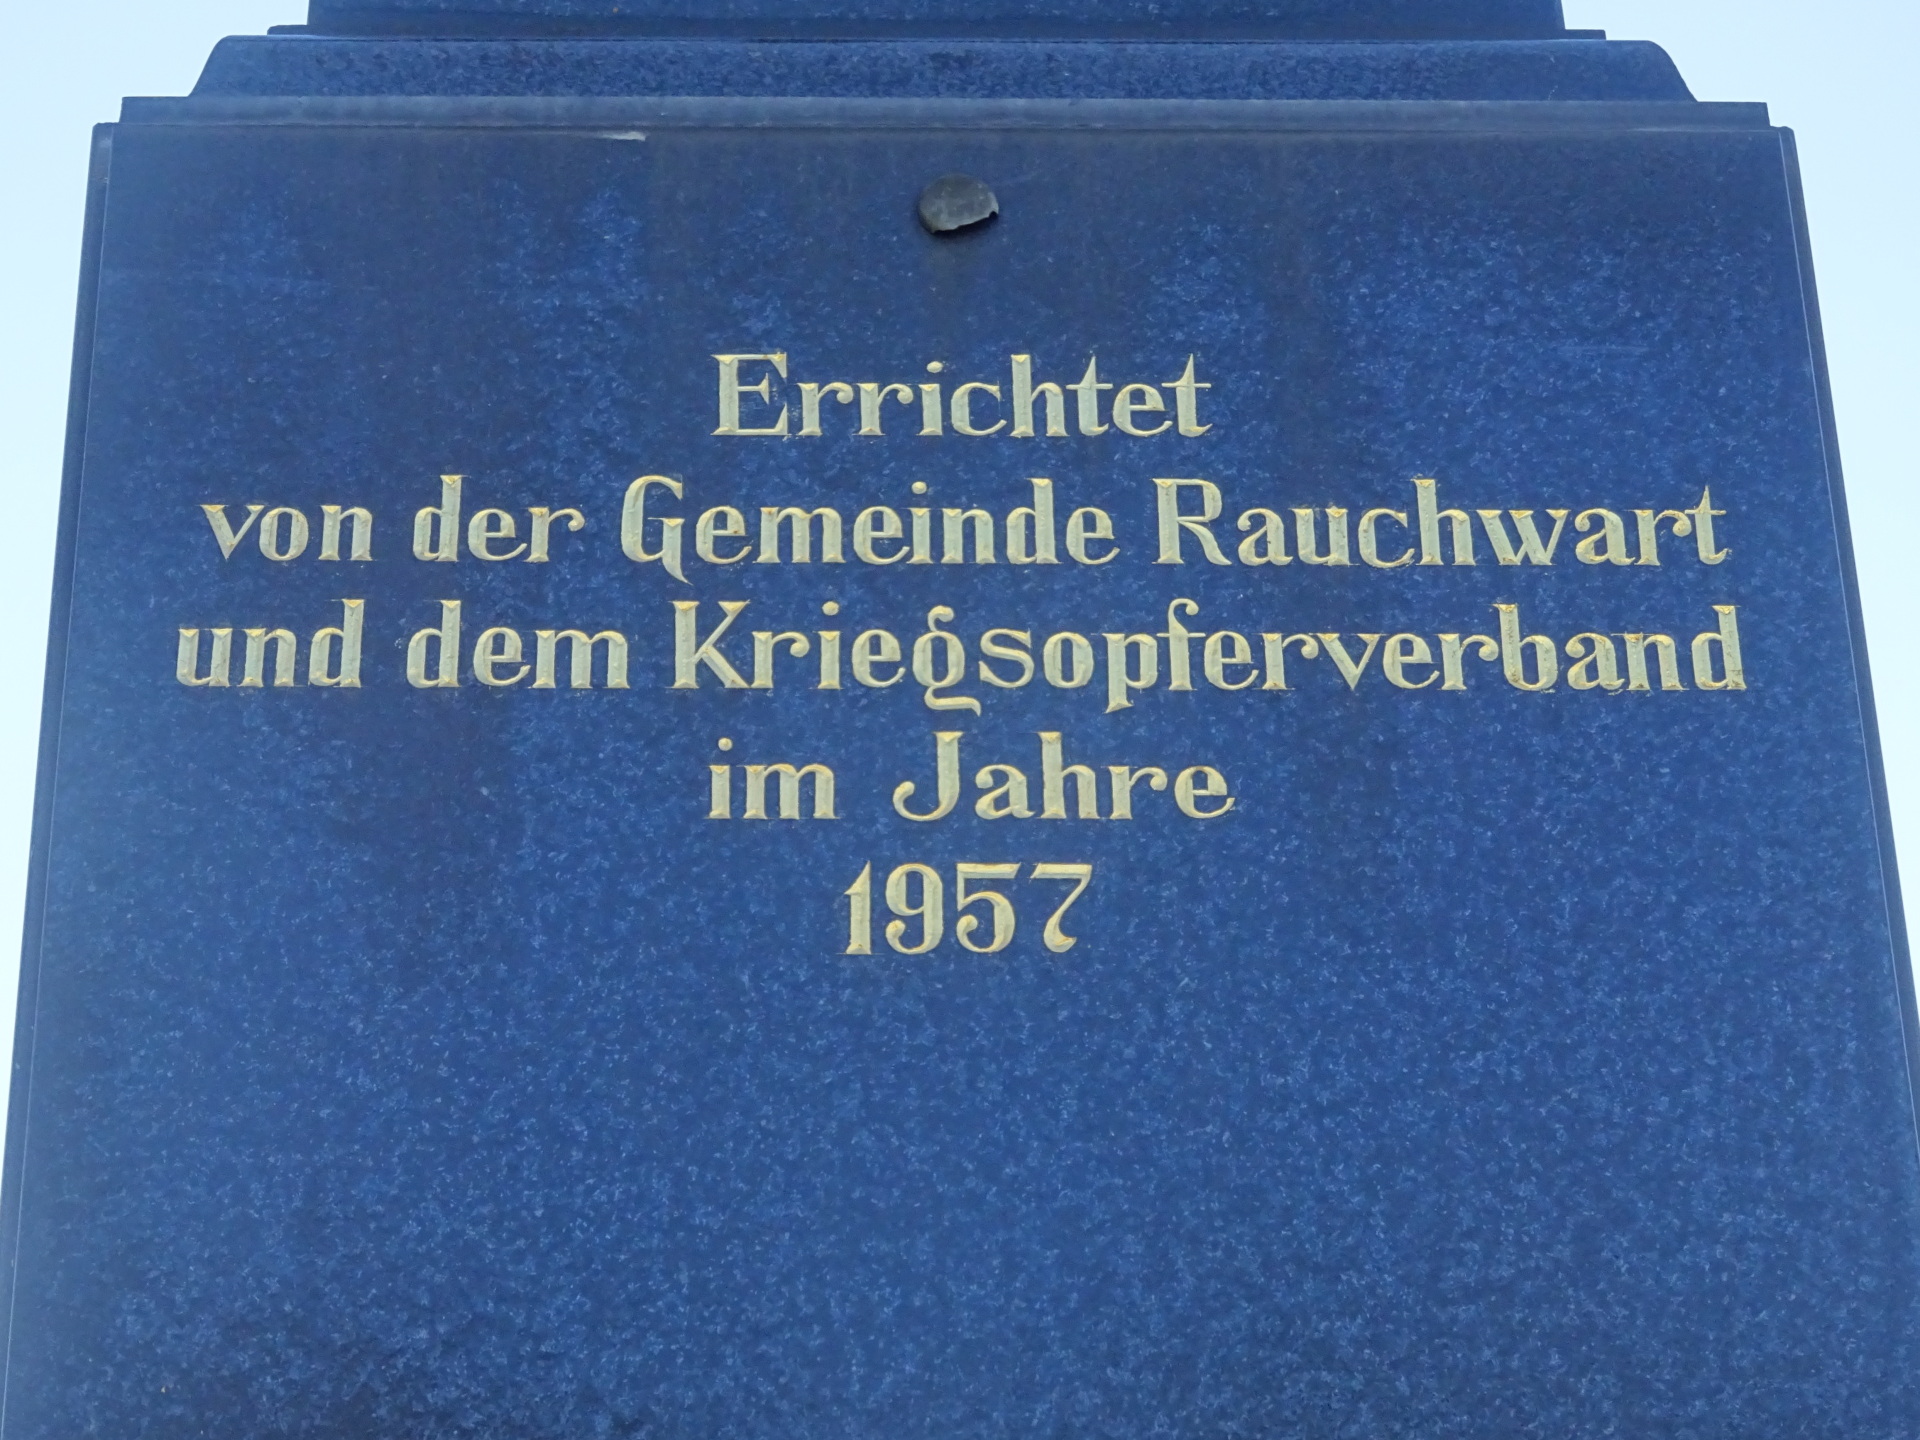 Errichtet
von der Gemeinde Rauchwart
und dem Kriegsopferverband
im Jahre
1957